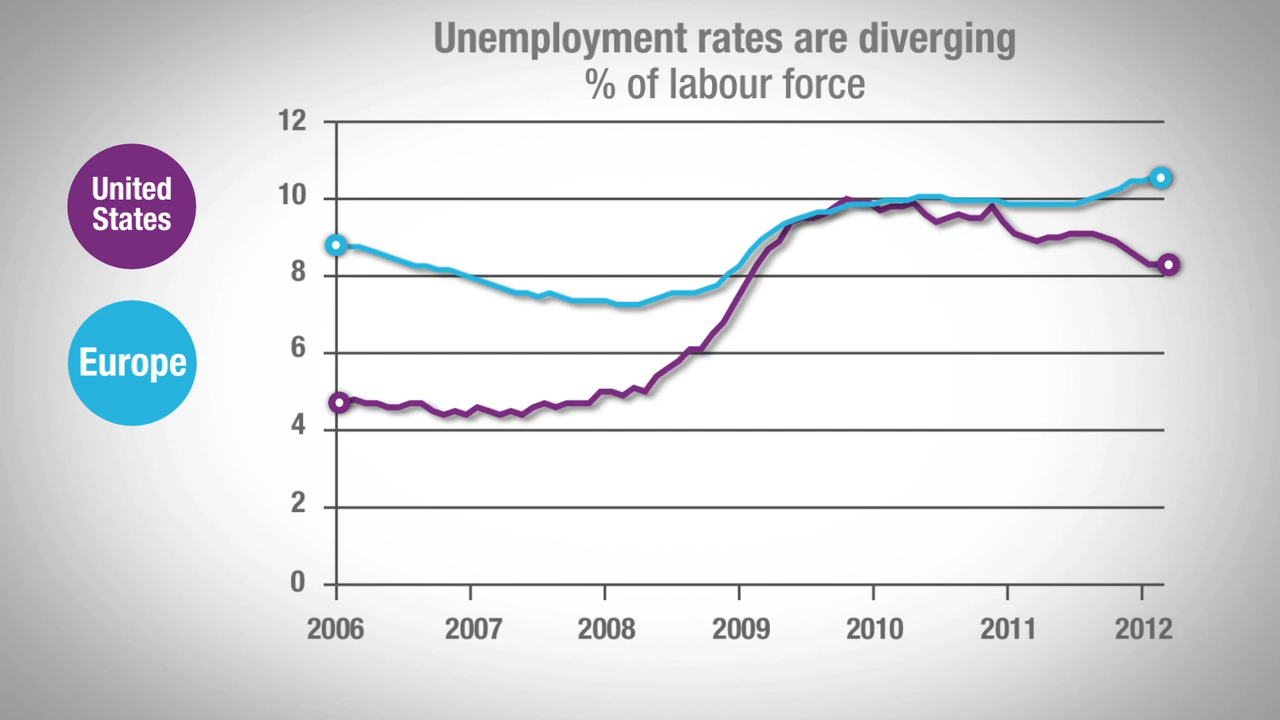 Unemployment rates are diverging
% of labour force
United
States
Europe
12
10
8
6
4
2
0
2006 2007 2008 2009 2010 2011 2012